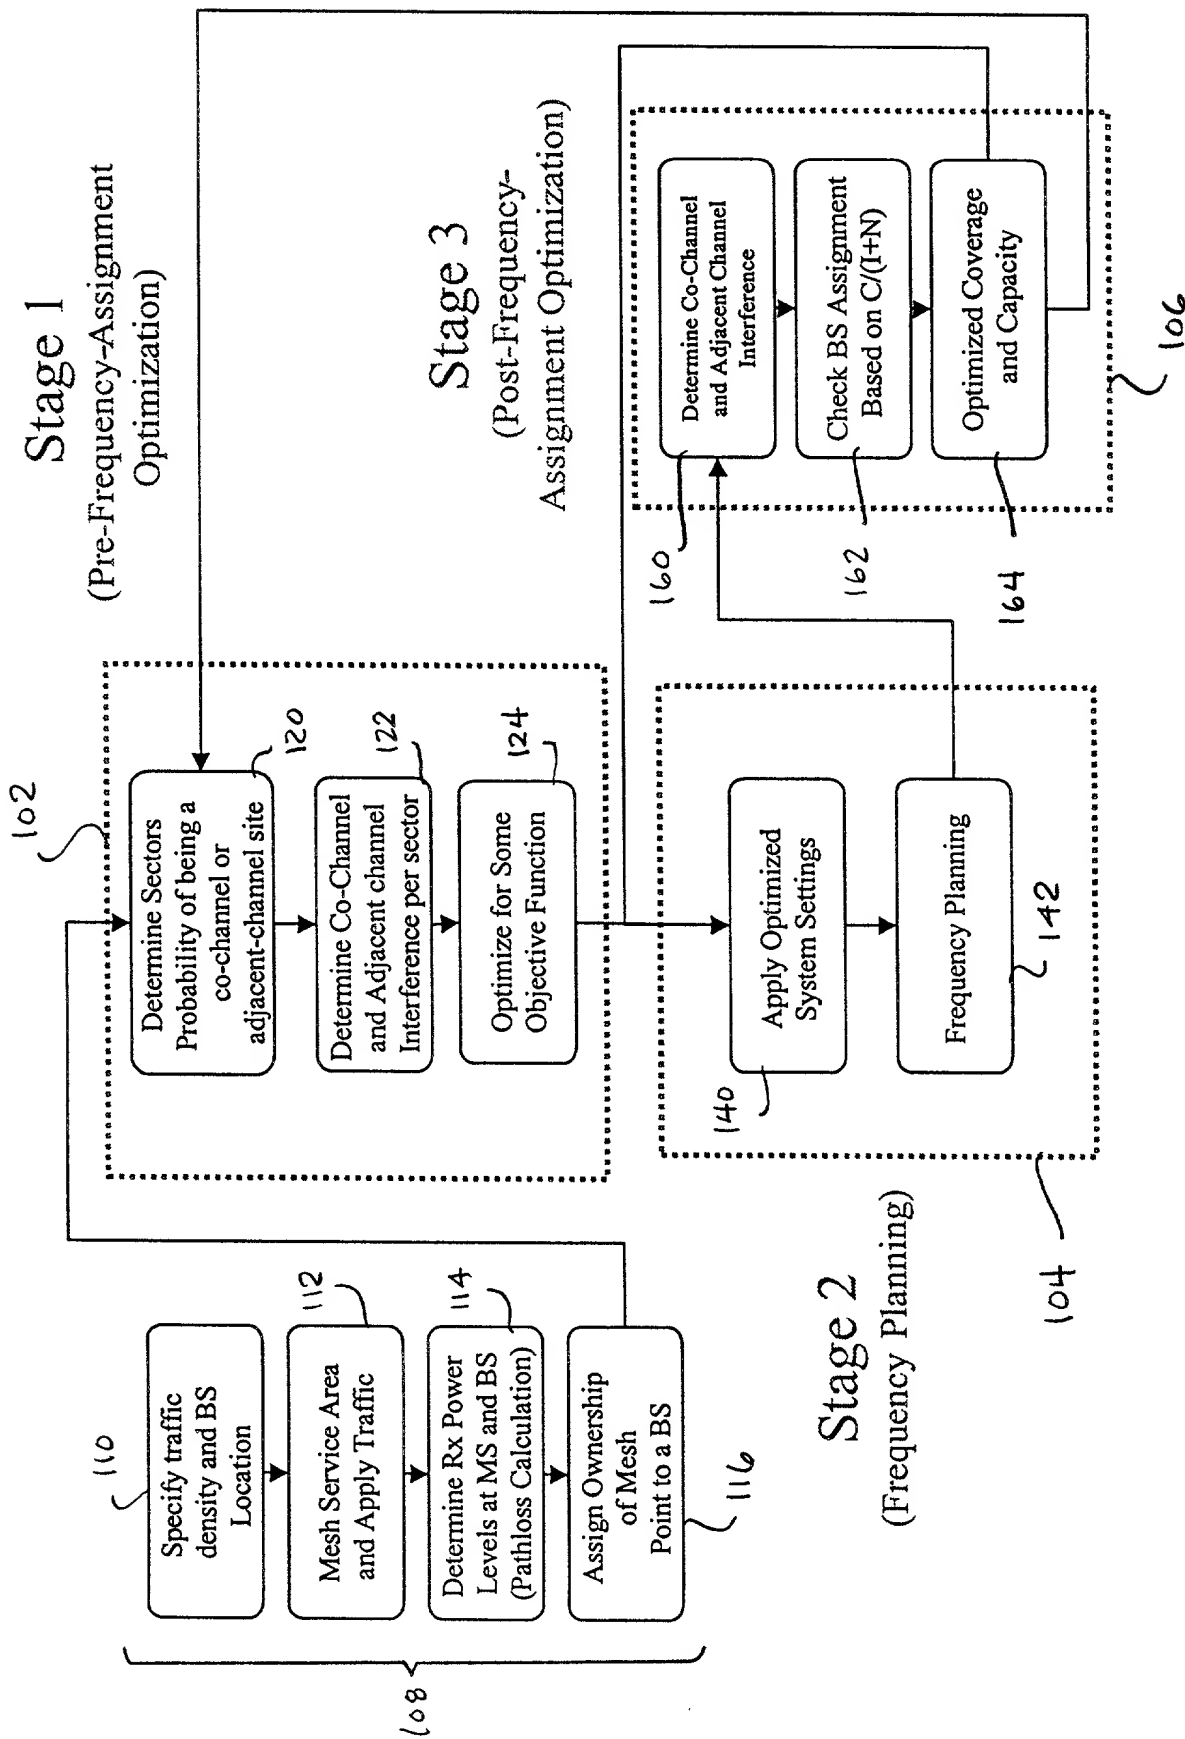 Stage 1
(Pre-Frequency-Assignment
Optimization)
102
110
Specify traffic
density and BS
Location
112
Mesh Service Area
and Apply Traffic
114
Determine Rx Power
Levels at MS and BS
(Pathloss Calculation)
Assign Ownership
of Mesh
Point to a BS
116
108
Determine Sectors
Probability of being a
co-channel or
adjacent-channel site
120
Determine Co-Channel
and Adjacent channel
Interference per sector
122
Optimize for Some
Objective Function
124
Stage 2
(Frequency Planning)
104
140
Apply Optimized
System Settings
Frequency Planning
142
Stage 3
(Post-Frequency-
Assignment Optimization)
160
Determine Co-Channel
and Adjacent Channel
Interference
162
Check BS Assignment
Based on C/(I+N)
164
Optimized Coverage
and Capacity
106